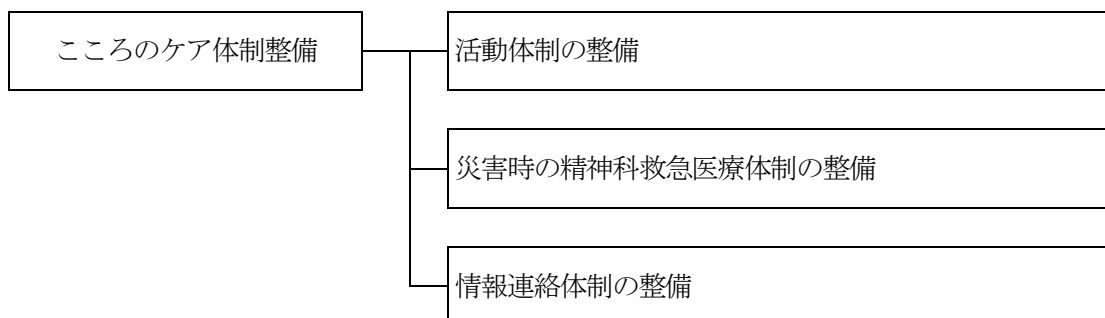 こころのケア体制整備
活動体制の整備
災害時の精神科救急医療体制の整備
情報連絡体制の整備